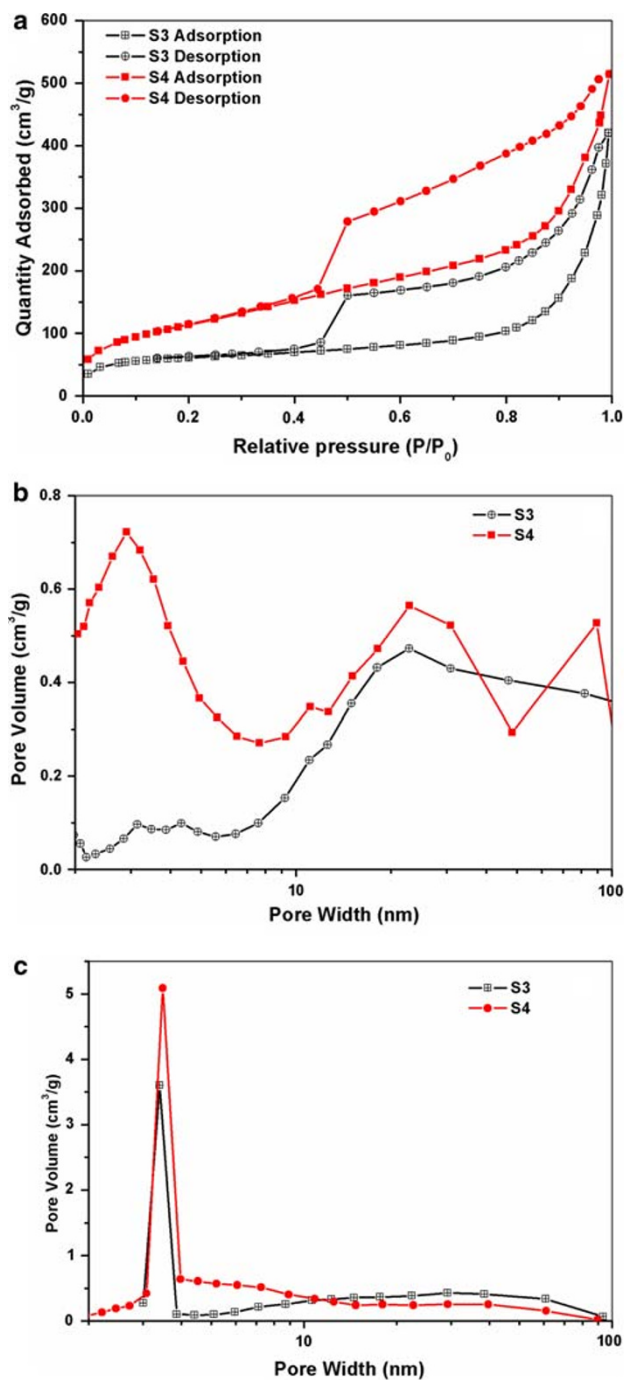 a
600
500
400
300
200
100
0
Quantity Adsorbed (cm³/g)
S3 Adsorption
S3 Desorption
S4 Adsorption
S4 Desorption
0.0 0.2 0.4 0.6 0.8 1.0
Relative pressure (P/P₀)
b
0.8
0.6
0.4
0.2
0.0
Pore Volume (cm³/g)
S3
S4
10 100
Pore Width (nm)
c
5
4
3
2
1
0
Pore Volume (cm³/g)
S3
S4
10 100
Pore Width (nm)